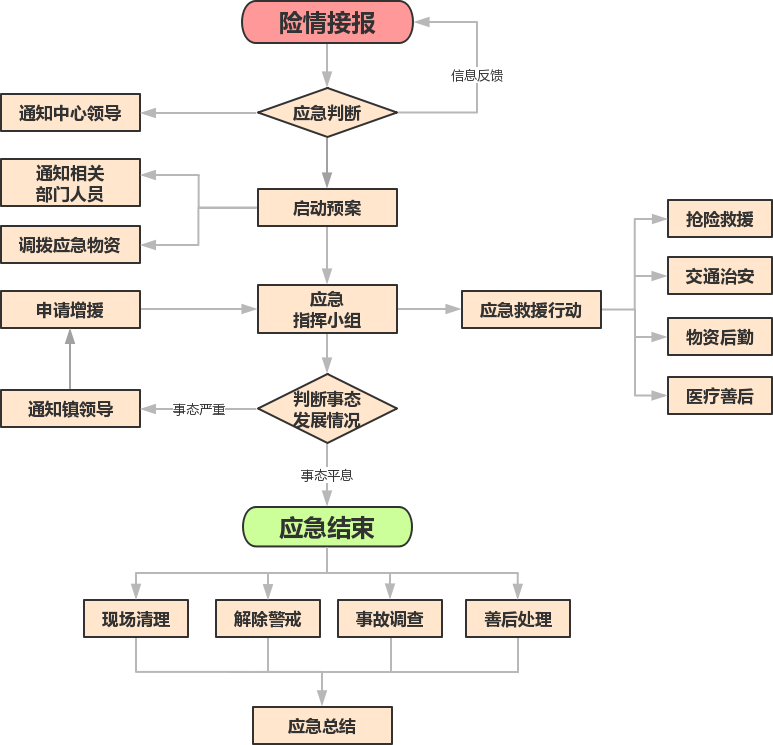 险情接报
信息反馈
通知中心领导
应急判断
通知相关
部门人员
启动预案
调拨应急物资
抢险救援
交通治安
申请增援
应急
指挥小组
应急救援行动
物资后勤
医疗善后
通知镇领导
事态严重
判断事态
发展情况
事态平息
应急结束
现场清理
解除警戒
事故调查
善后处理
应急总结